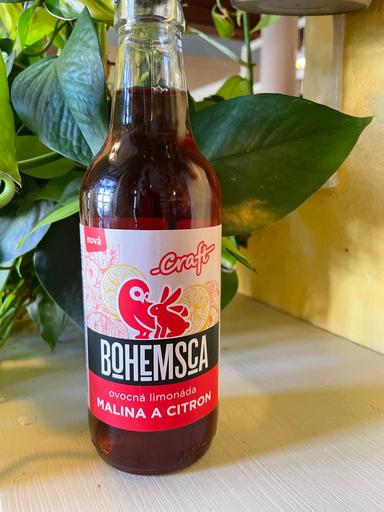 nová
Craft
BOHEMSCA
ovocná limonáda
MALINA A CITRON